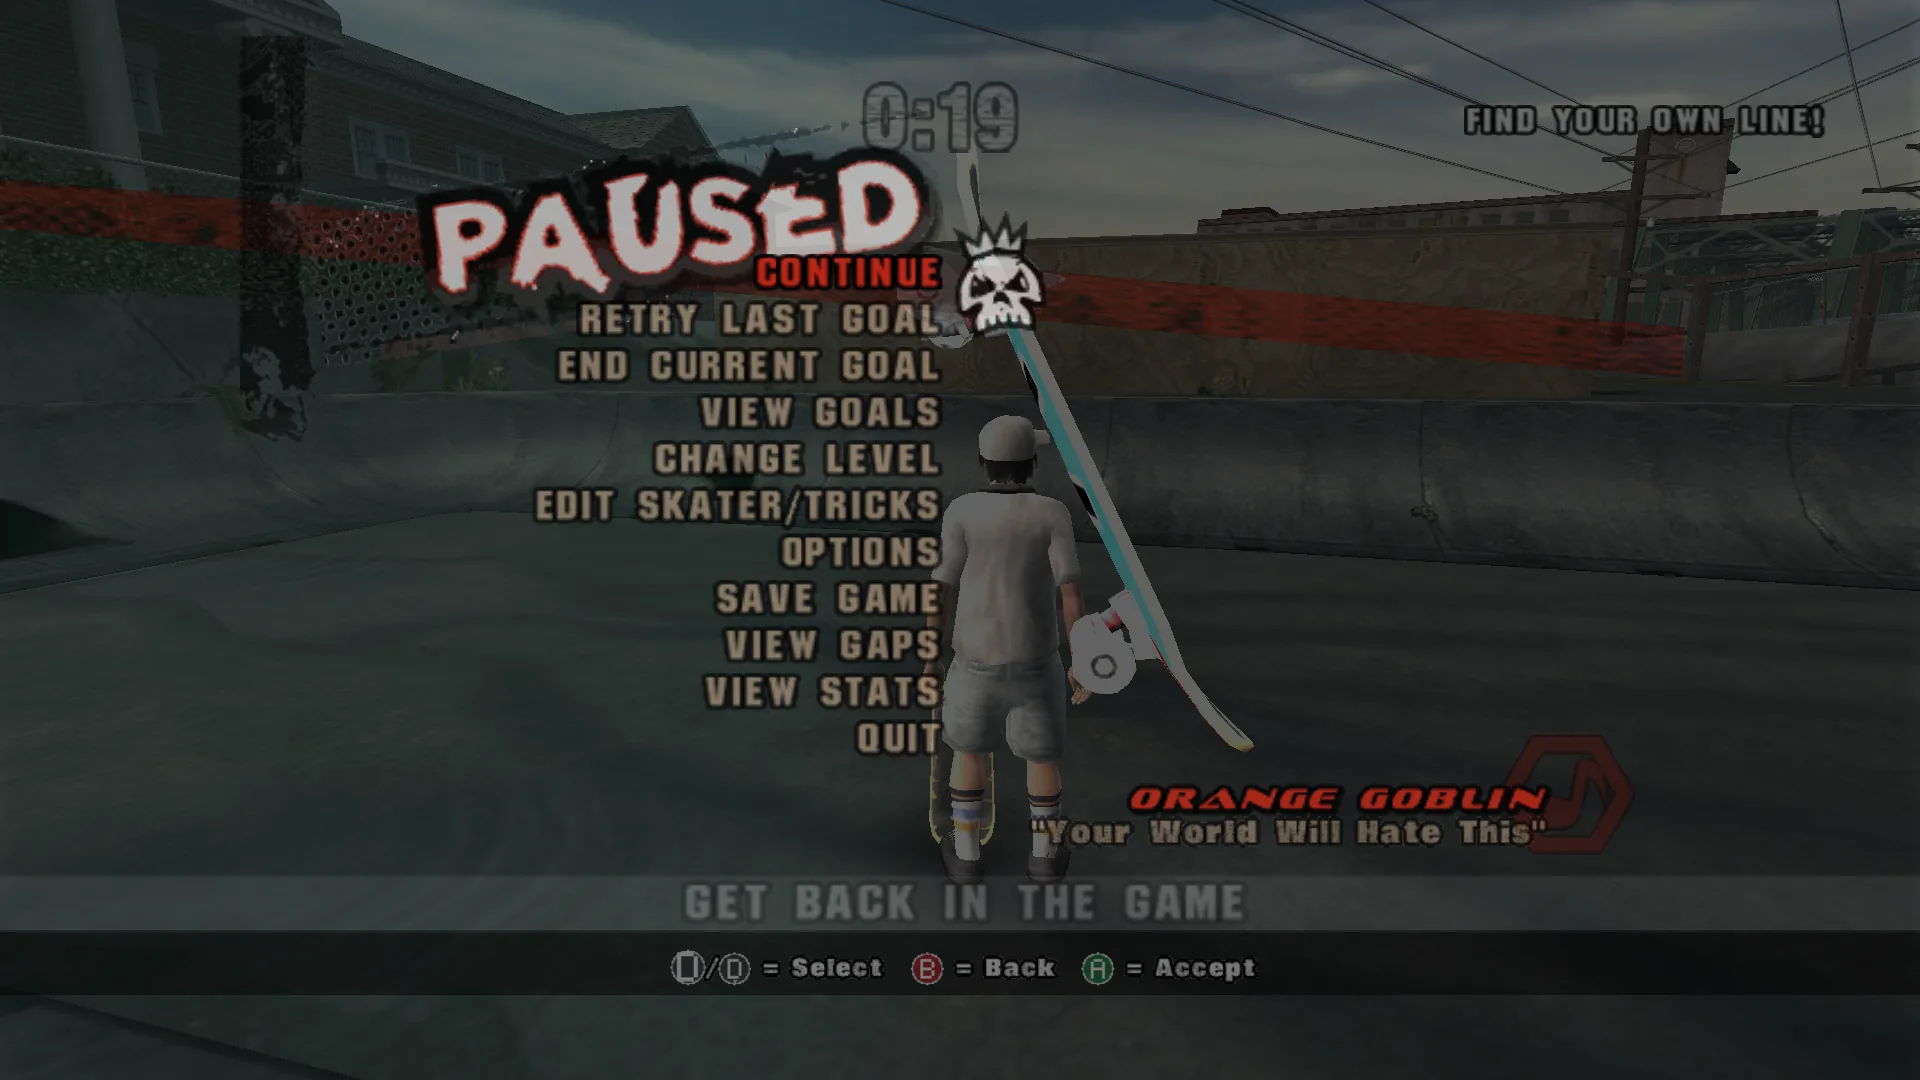 0:19
FIND YOUR OWN LINE!
PAUSED
CONTINUE
RETRY LAST GOAL
END CURRENT GOAL
VIEW GOALS
CHANGE LEVEL
EDIT SKATER/TRICKS
OPTIONS
SAVE GAME
VIEW GAPS
VIEW STATS
QUIT
ORANGE GOBLIN
"Your World Will Hate This"
GET BACK IN THE GAME
/D = Select B = Back A = Accept